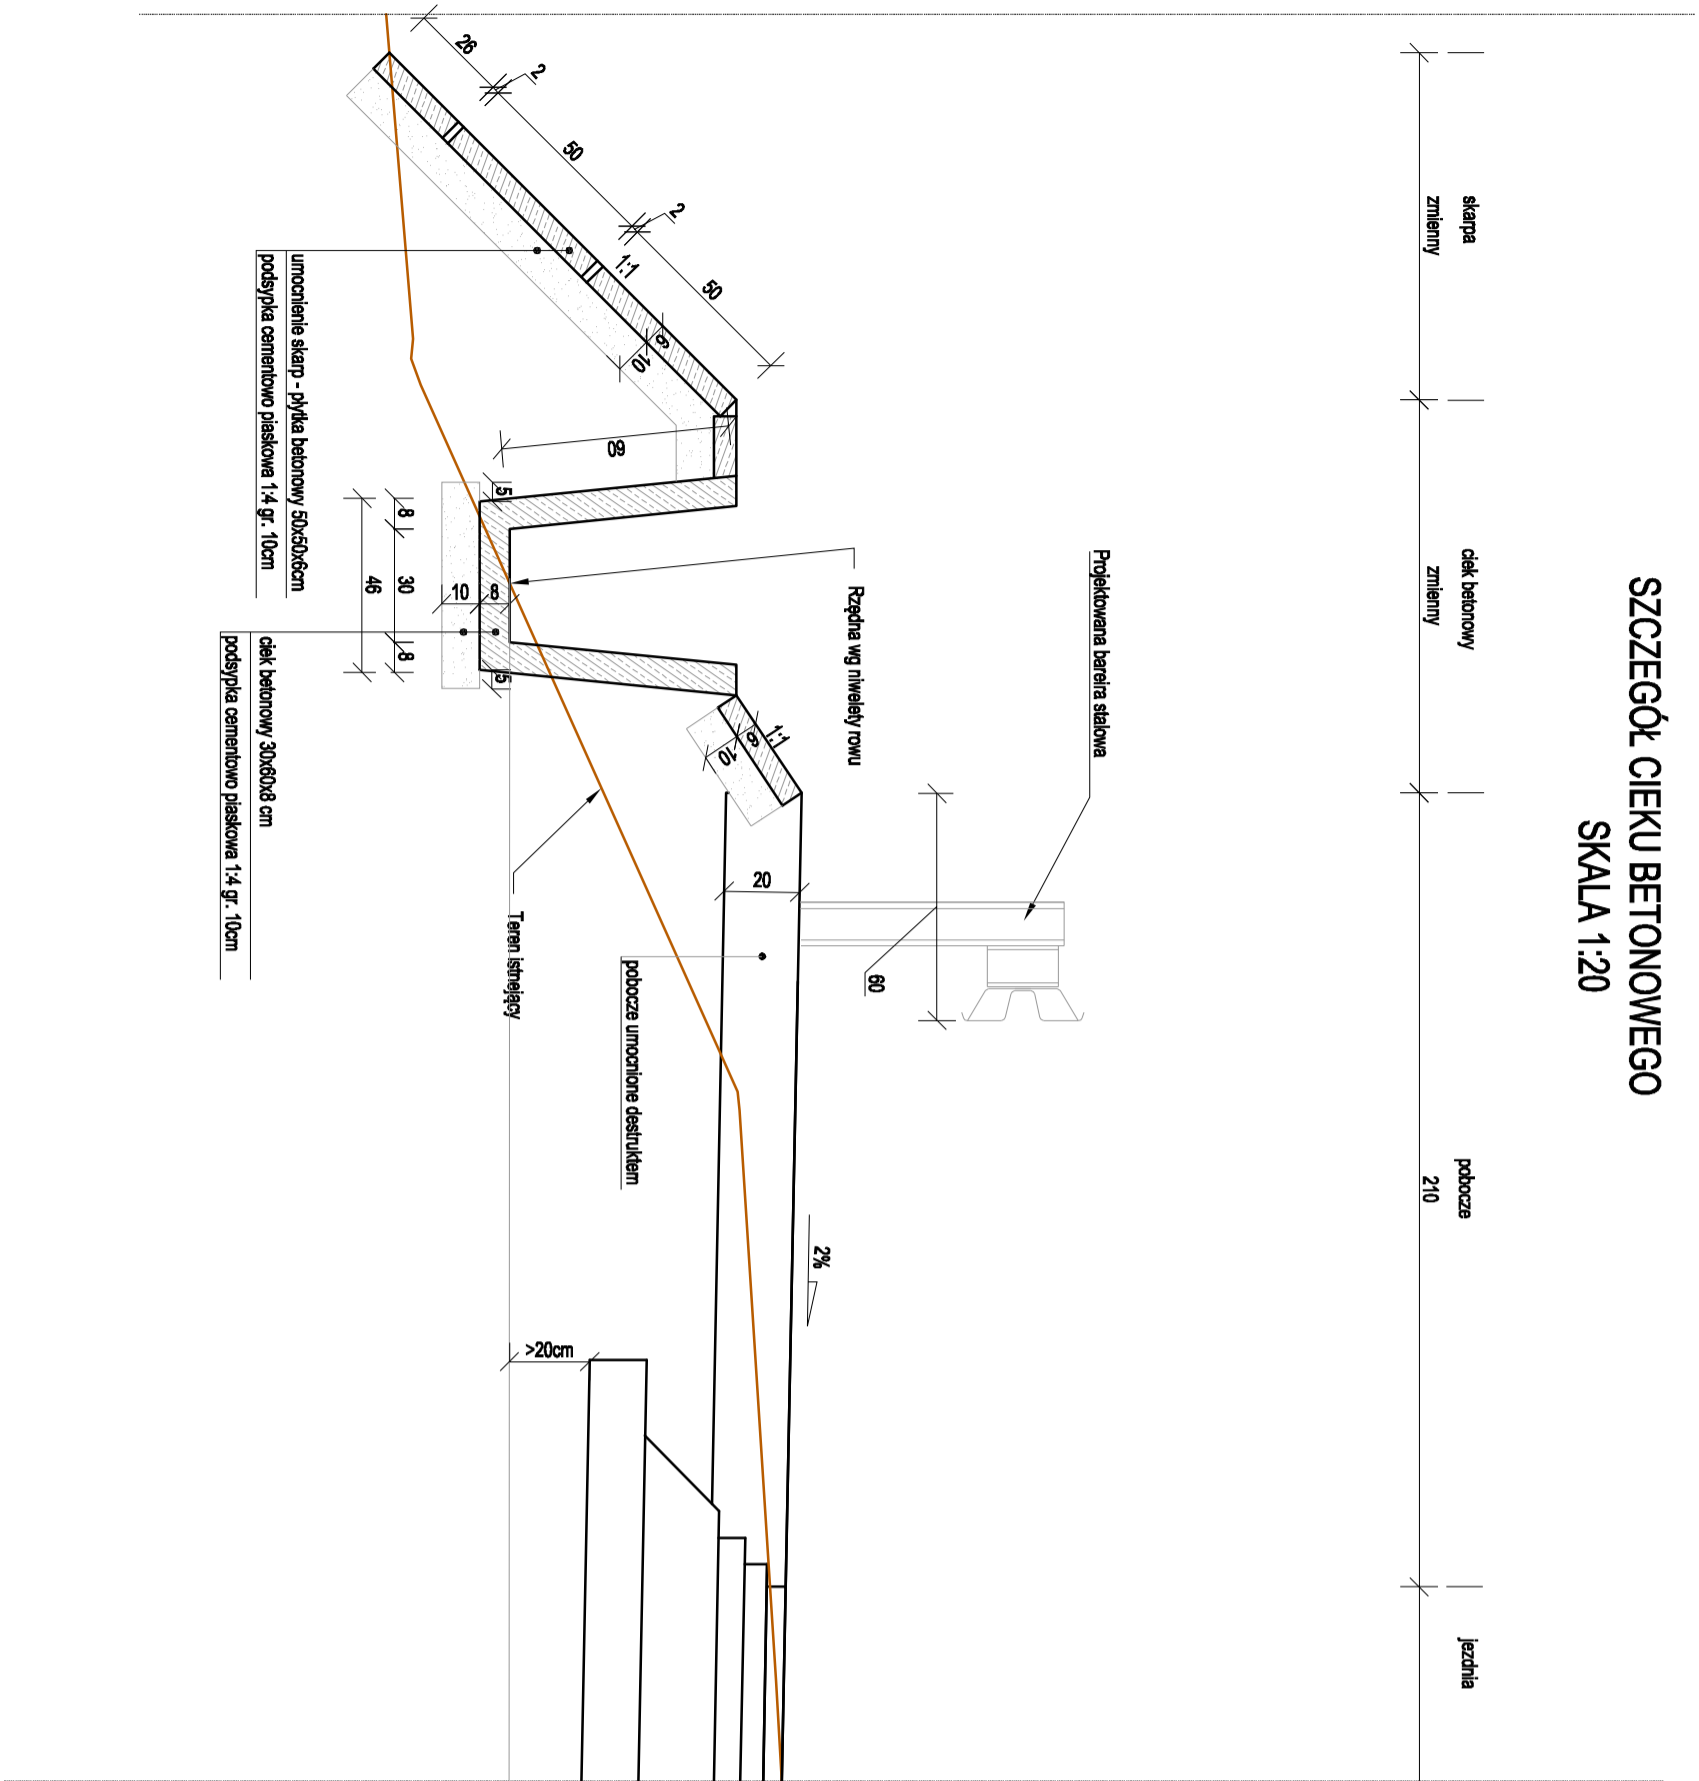 SZCZEGÓŁ CIEKU BETONOWEGO
SKALA 1:20
skarpa
zmienny
ciek betonowy
zmienny
pobocze
210
jezdnia
Projektowana bareira stalowa
60
Rzędna wg niwelety rowu
2%
26
2
50
2
50
1:1
6
10
60
5
5
1:1
6
10
20
10
8
8
30
8
46
>20cm
pobocze umocnione destruktem
Teren istniejący
umocnienie skarp - płytka betonowy 50x50x6cm
podsypka cementowo piaskowa 1:4 gr. 10cm
ciek betonowy 30x60x8 cm
podsypka cementowo piaskowa 1:4 gr. 10cm